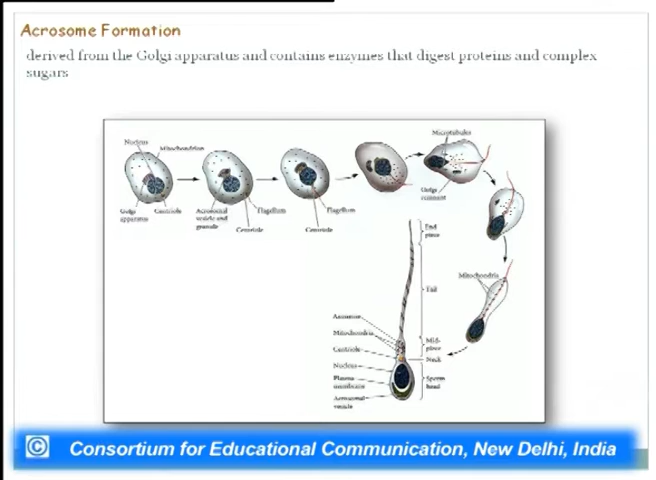 Acrosome Formation
derived from the Golgi apparatus and contains enzymes that digest proteins and complex
sugars
Nucleus
Mitochondrion
Golgi
apparatus
Centriole
Acrosomal
vesicle and
granule
Flagellum
Centriole
Flagellum
Centriole
Microtubules
Golgi
remnant
Mitochondria
End
piece
Tail
Mid-
piece
Neck
Sperm
head
Mitochondria
Centriole
Nucleus
Plasma
membrane
Acrosomal
vesicle
© Consortium for Educational Communication, New Delhi, India